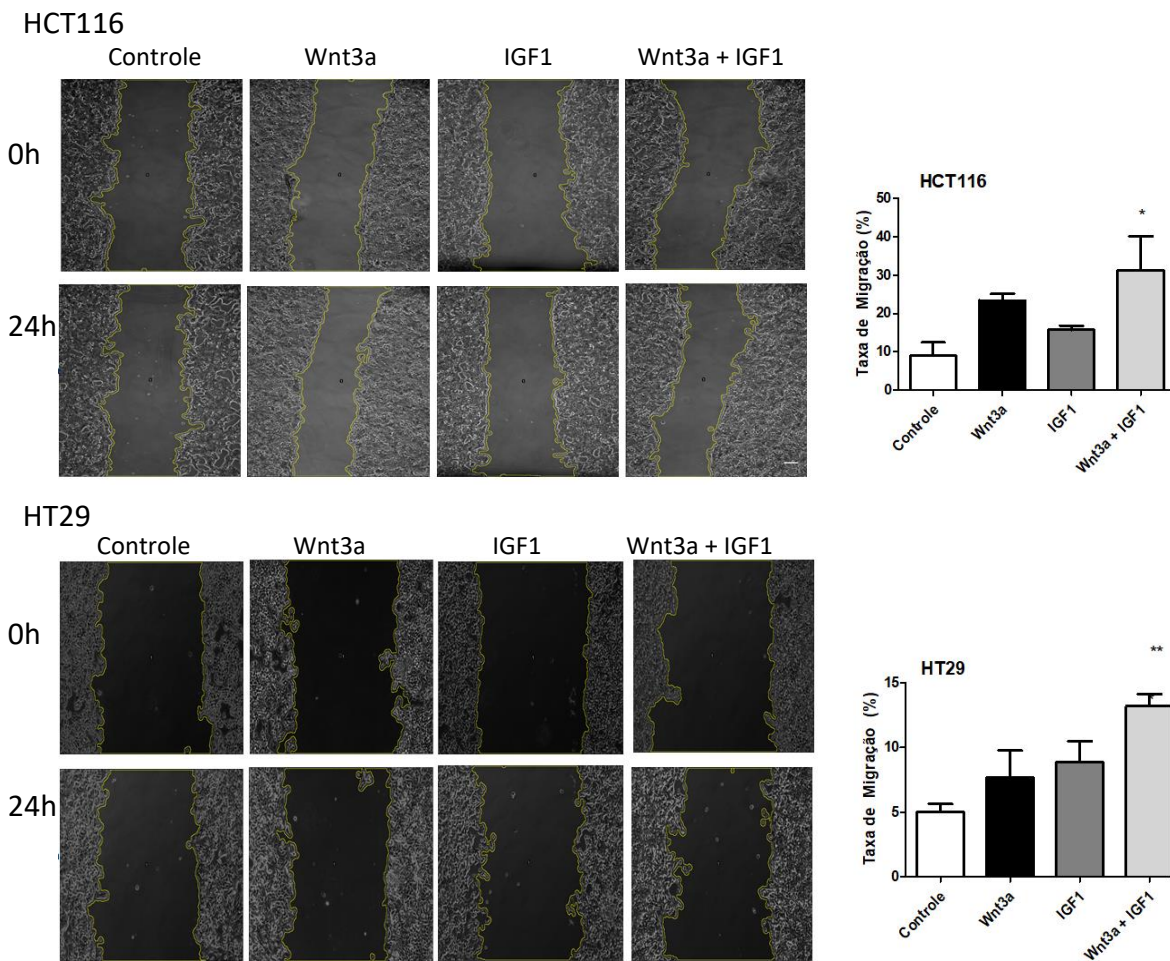 HCT116
Controle Wnt3a IGF1 Wnt3a + IGF1
0h
24h
HCT116
Taxa de Migração (%)
50
40
30
20
10
0
*
Controle
Wnt3a
IGF1
Wnt3a + IGF1
HT29
Controle Wnt3a IGF1 Wnt3a + IGF1
0h
24h
HT29
Taxa de Migração (%)
15
10
5
0
**
Controle
Wnt3a
IGF1
Wnt3a + IGF1